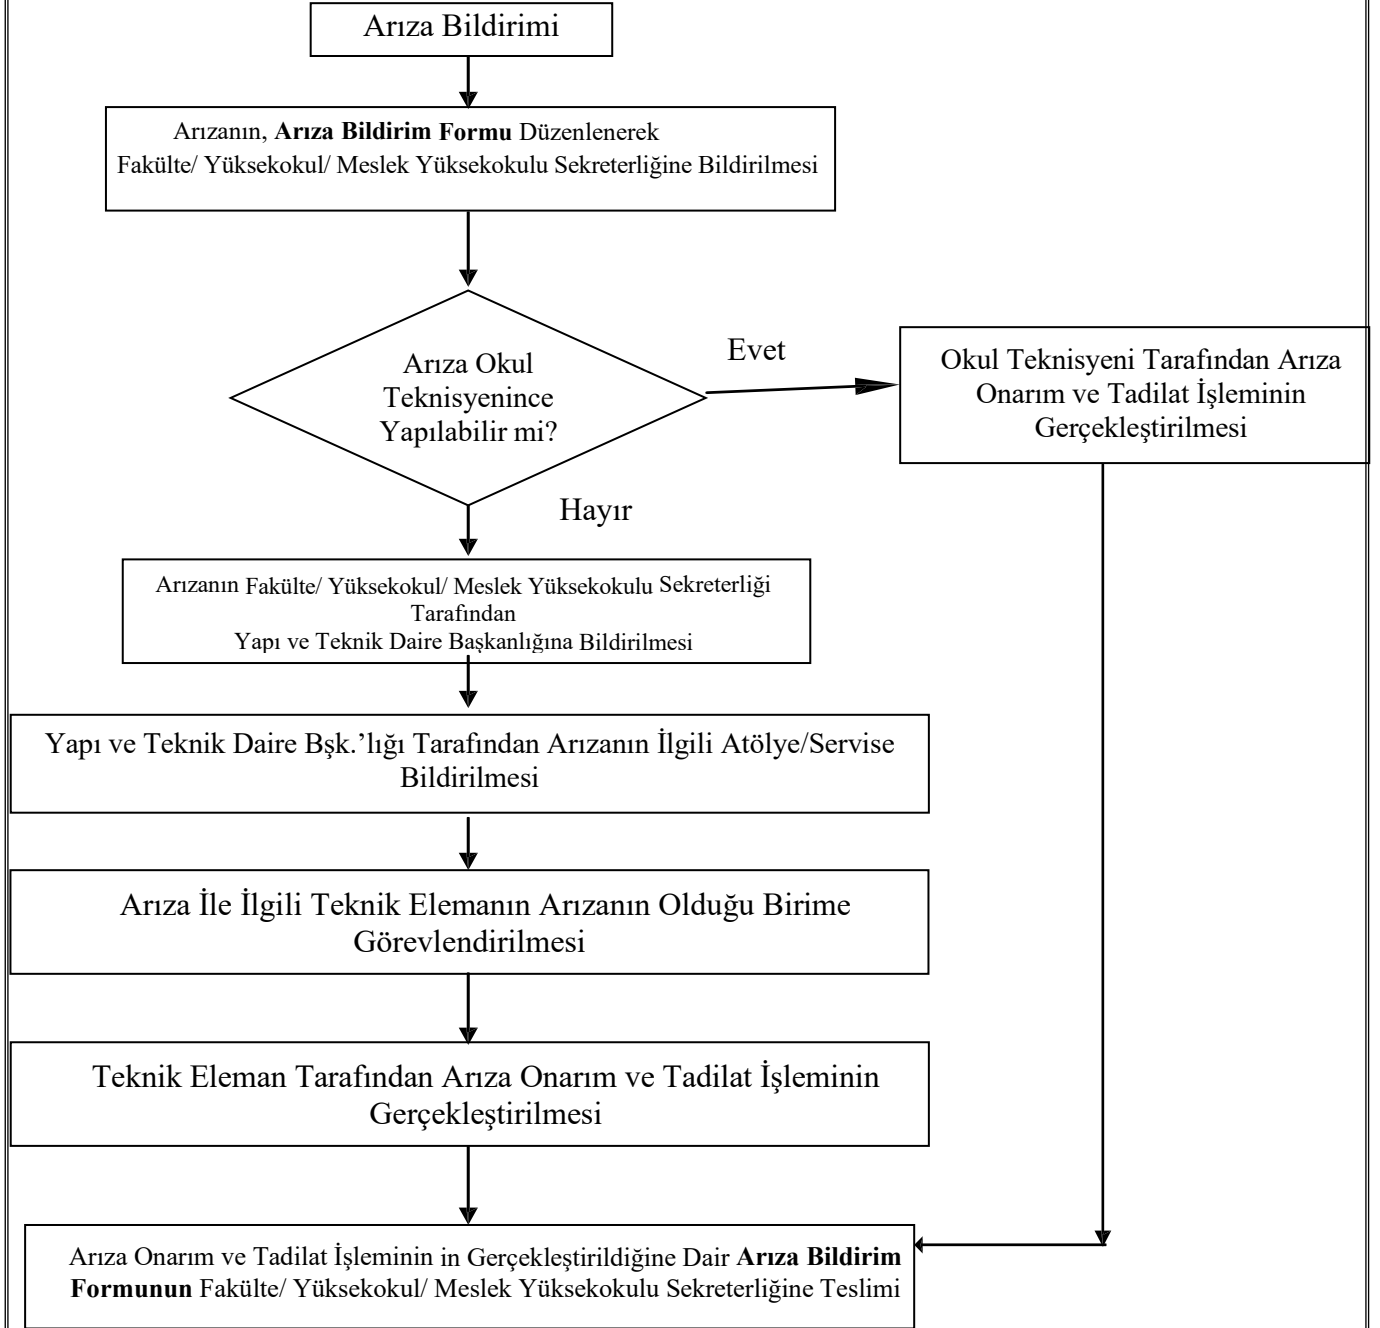 Arıza Bildirimi
Arızanın, Arıza Bildirim Formu Düzenlenerek
Fakülte/ Yüksekokul/ Meslek Yüksekokulu Sekreterliğine Bildirilmesi
Arıza Okul
Teknisyenince
Yapılabilir mi?
Evet
Okul Teknisyeni Tarafından Arıza
Onarım ve Tadilat İşleminin
Gerçekleştirilmesi
Hayır
Arızanın Fakülte/ Yüksekokul/ Meslek Yüksekokulu Sekreterliği
Tarafından
Yapı ve Teknik Daire Başkanlığına Bildirilmesi
Yapı ve Teknik Daire Bşk.’lığı Tarafından Arızanın İlgili Atölye/Servise
Bildirilmesi
Arıza İle İlgili Teknik Elemanın Arızanın Olduğu Birime
Görevlendirilmesi
Teknik Eleman Tarafından Arıza Onarım ve Tadilat İşleminin
Gerçekleştirilmesi
Arıza Onarım ve Tadilat İşleminin in Gerçekleştirildiğine Dair Arıza Bildirim
Formunun Fakülte/ Yüksekokul/ Meslek Yüksekokulu Sekreterliğine Teslimi